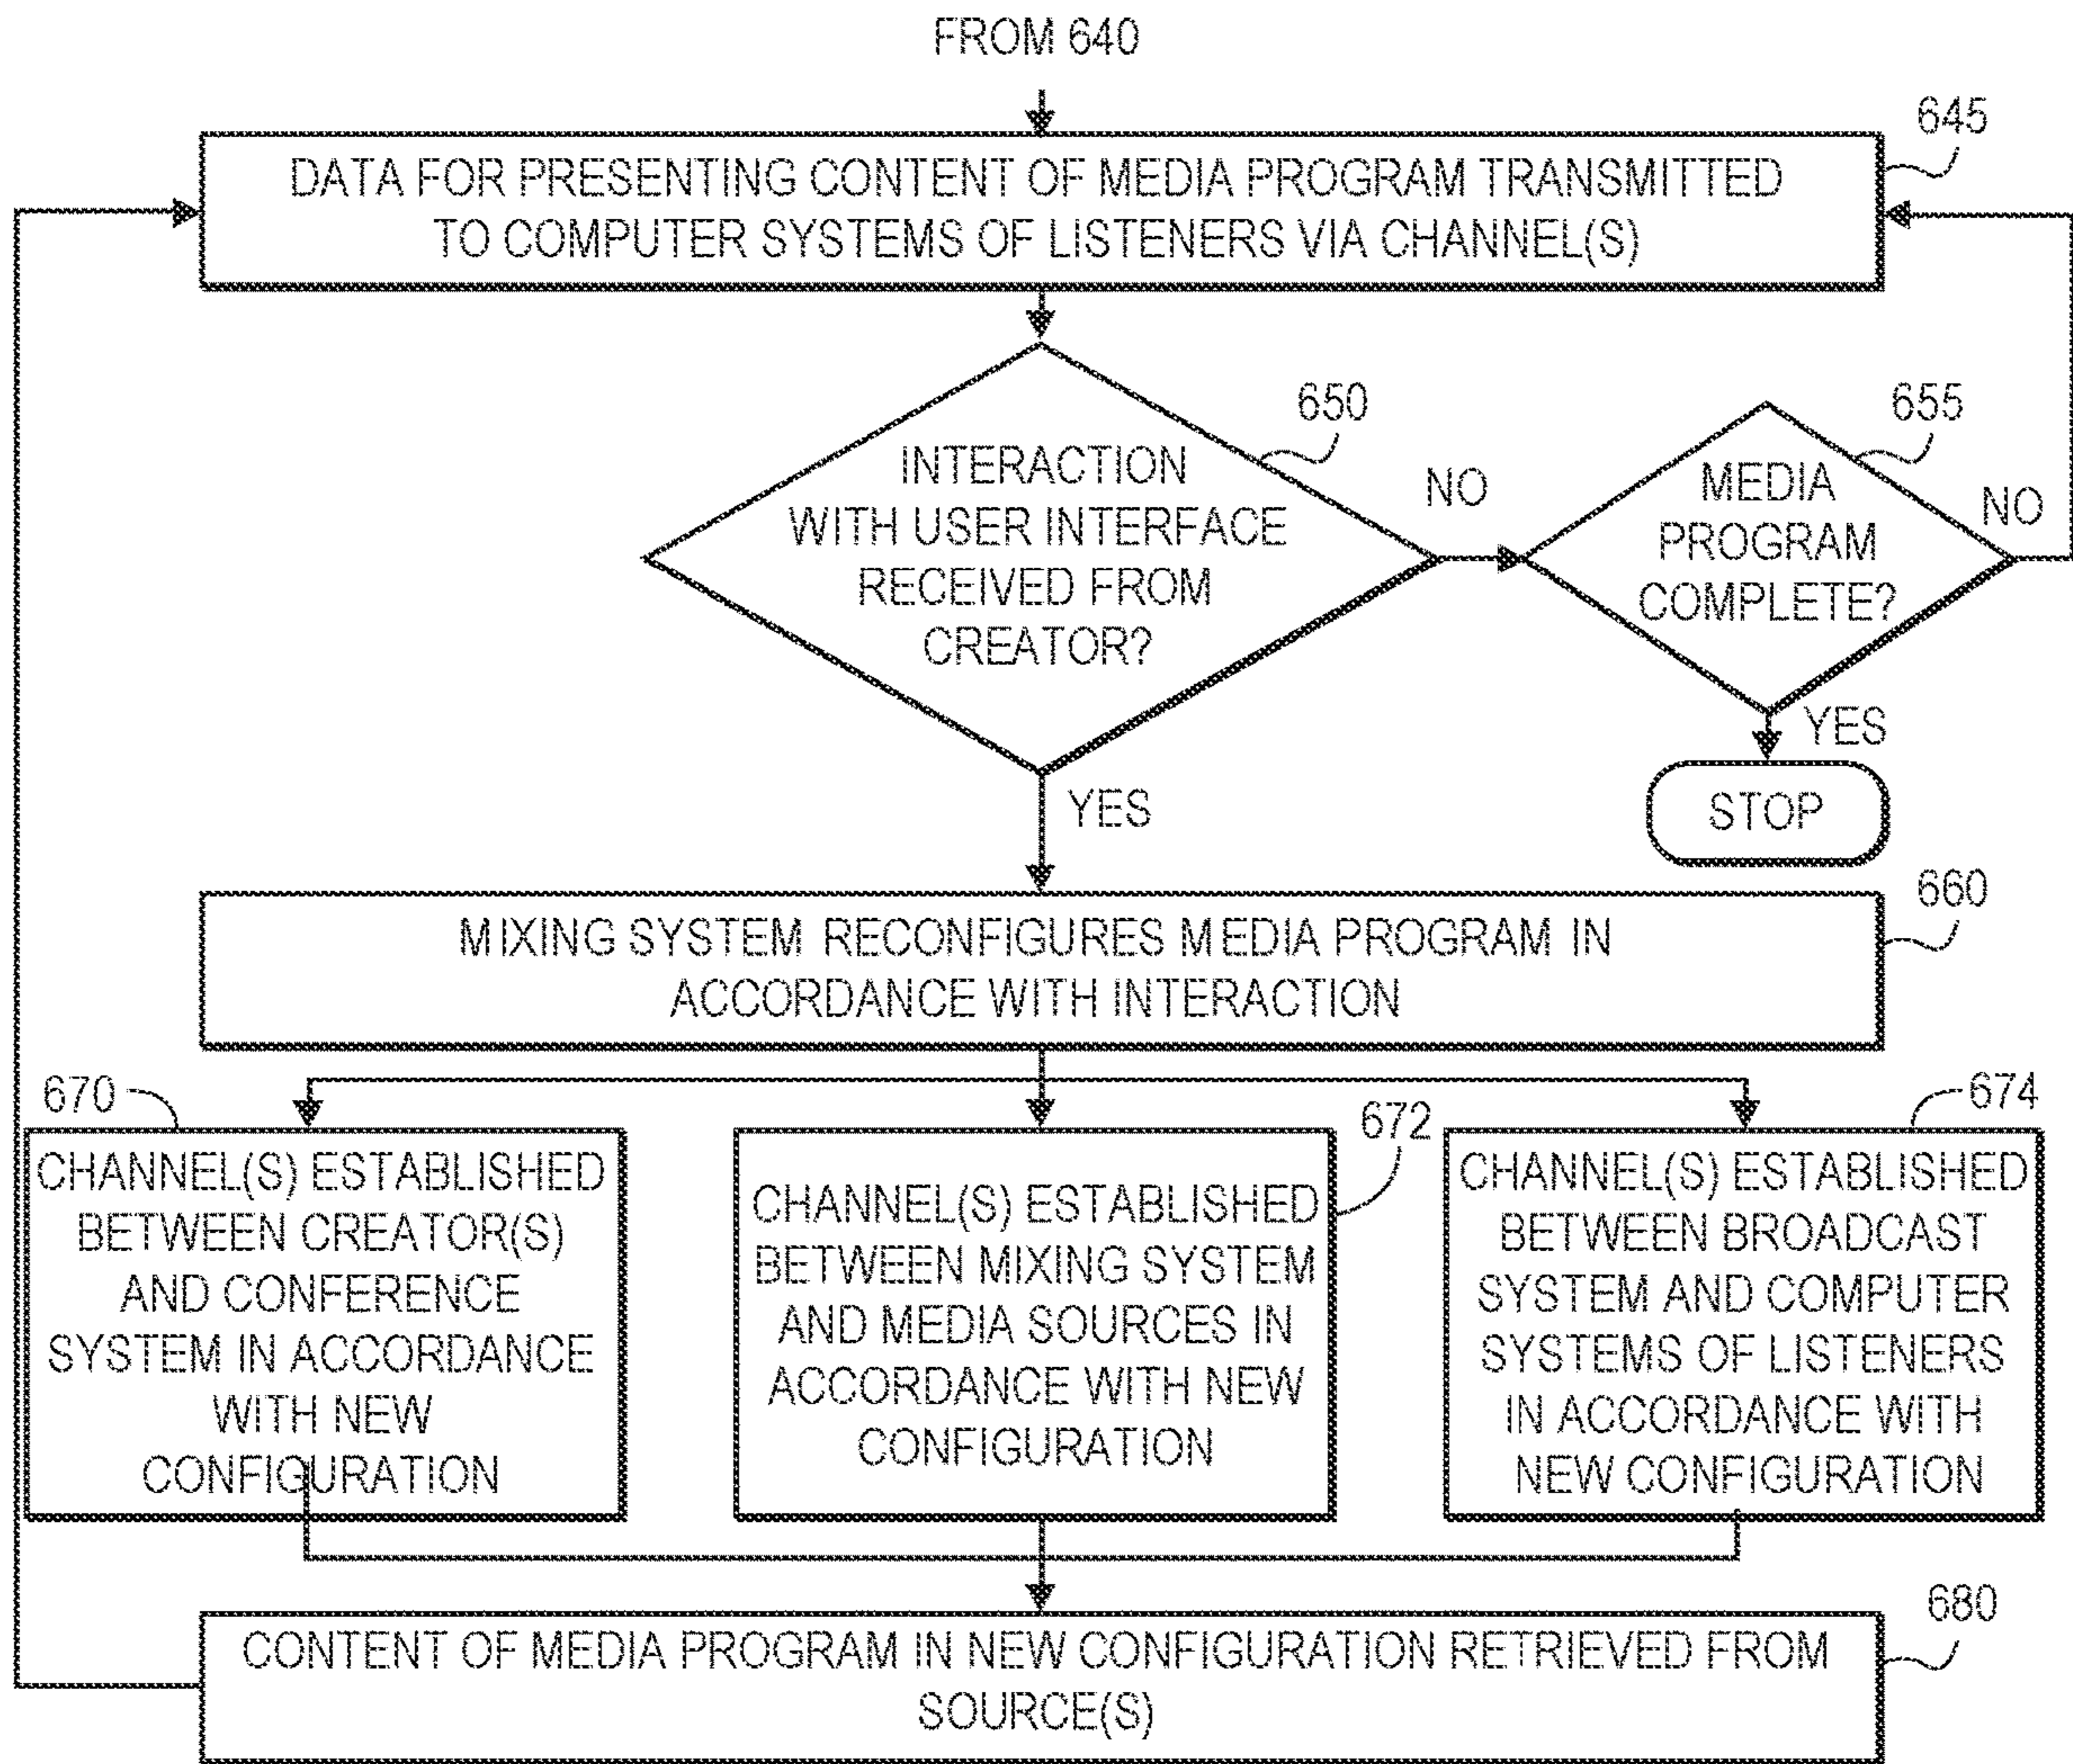 FROM 640
645
DATA FOR PRESENTING CONTENT OF MEDIA PROGRAM TRANSMITTED
TO COMPUTER SYSTEMS OF LISTENERS VIA CHANNEL(S)
650
INTERACTION
WITH USER INTERFACE
RECEIVED FROM
CREATOR?
NO
655
MEDIA
PROGRAM
COMPLETE?
NO
YES
STOP
YES
660
MIXING SYSTEM RECONFIGURES MEDIA PROGRAM IN
ACCORDANCE WITH INTERACTION
670
CHANNEL(S) ESTABLISHED
BETWEEN CREATOR(S)
AND CONFERENCE
SYSTEM IN ACCORDANCE
WITH NEW
CONFIGURATION
672
CHANNEL(S) ESTABLISHED
BETWEEN MIXING SYSTEM
AND MEDIA SOURCES IN
ACCORDANCE WITH NEW
CONFIGURATION
674
CHANNEL(S) ESTABLISHED
BETWEEN BROADCAST
SYSTEM AND COMPUTER
SYSTEMS OF LISTENERS
IN ACCORDANCE WITH
NEW CONFIGURATION
680
CONTENT OF MEDIA PROGRAM IN NEW CONFIGURATION RETRIEVED FROM
SOURCE(S)